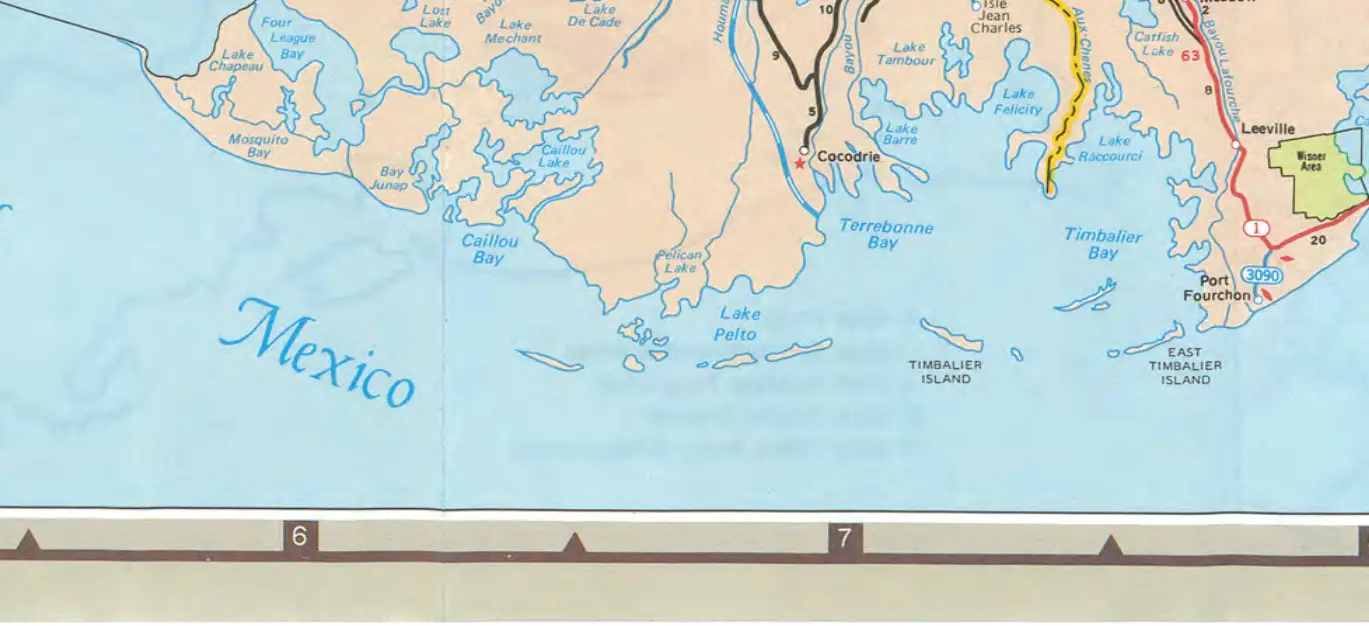 Four
League
Bay
Lost
Lake
Bayou
Lake
Mechant
Lake
De Cade
Houma
9
10
5
Bayou
Lake
Tambour
Isle
Jean
Charles
Aux-Chenes
2
63
8
Catfish
Lake
Bayou Lafourche
Lake
Chapeau
Mosquito
Bay
Bay
Junap
Caillou
Lake
Lake
Felicity
Lake
Barre
Cocodrie
Lake
Raccourci
Leeville
Wisner
Area
Caillou
Bay
Pelican
Lake
Terrebonne
Bay
Timbalier
Bay
1
20
3090
Port
Fourchon
Mexico
Lake
Pelto
TIMBALIER
ISLAND
EAST
TIMBALIER
ISLAND
6
7